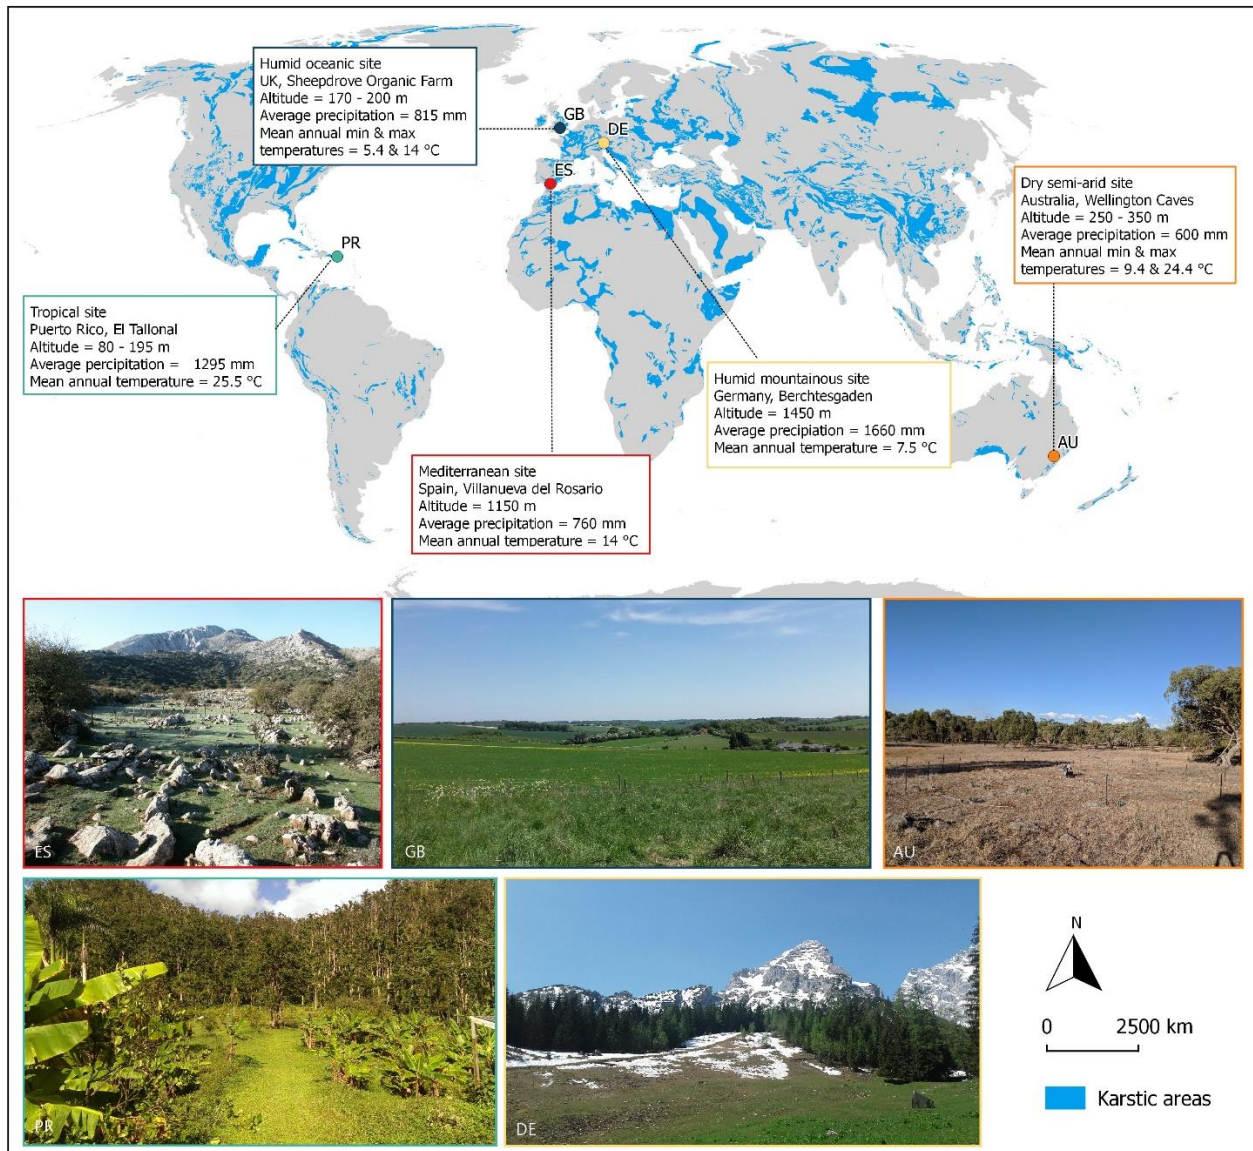 Humid oceanic site
UK, Sheepdrove Organic Farm
Altitude = 170 - 200 m
Average precipitation = 815 mm
Mean annual min & max
temperatures = 5.4 & 14 °C
GB
DE
ES
PR
Dry semi-arid site
Australia, Wellington Caves
Altitude = 250 - 350 m
Average precipitation = 600 mm
Mean annual min & max
temperatures = 9.4 & 24.4 °C
Tropical site
Puerto Rico, El Tallonal
Altitude = 80 - 195 m
Average percipitation = 1295 mm
Mean annual temperature = 25.5 °C
Humid mountainous site
Germany, Berchtesgaden
Altitude = 1450 m
Average precipiation = 1660 mm
Mean annual temperature = 7.5 °C
AU
Mediterranean site
Spain, Villanueva del Rosario
Altitude = 1150 m
Average precipitation = 760 mm
Mean annual temperature = 14 °C
ES
GB
AU
PR
DE
N
0 2500 km
Karstic areas